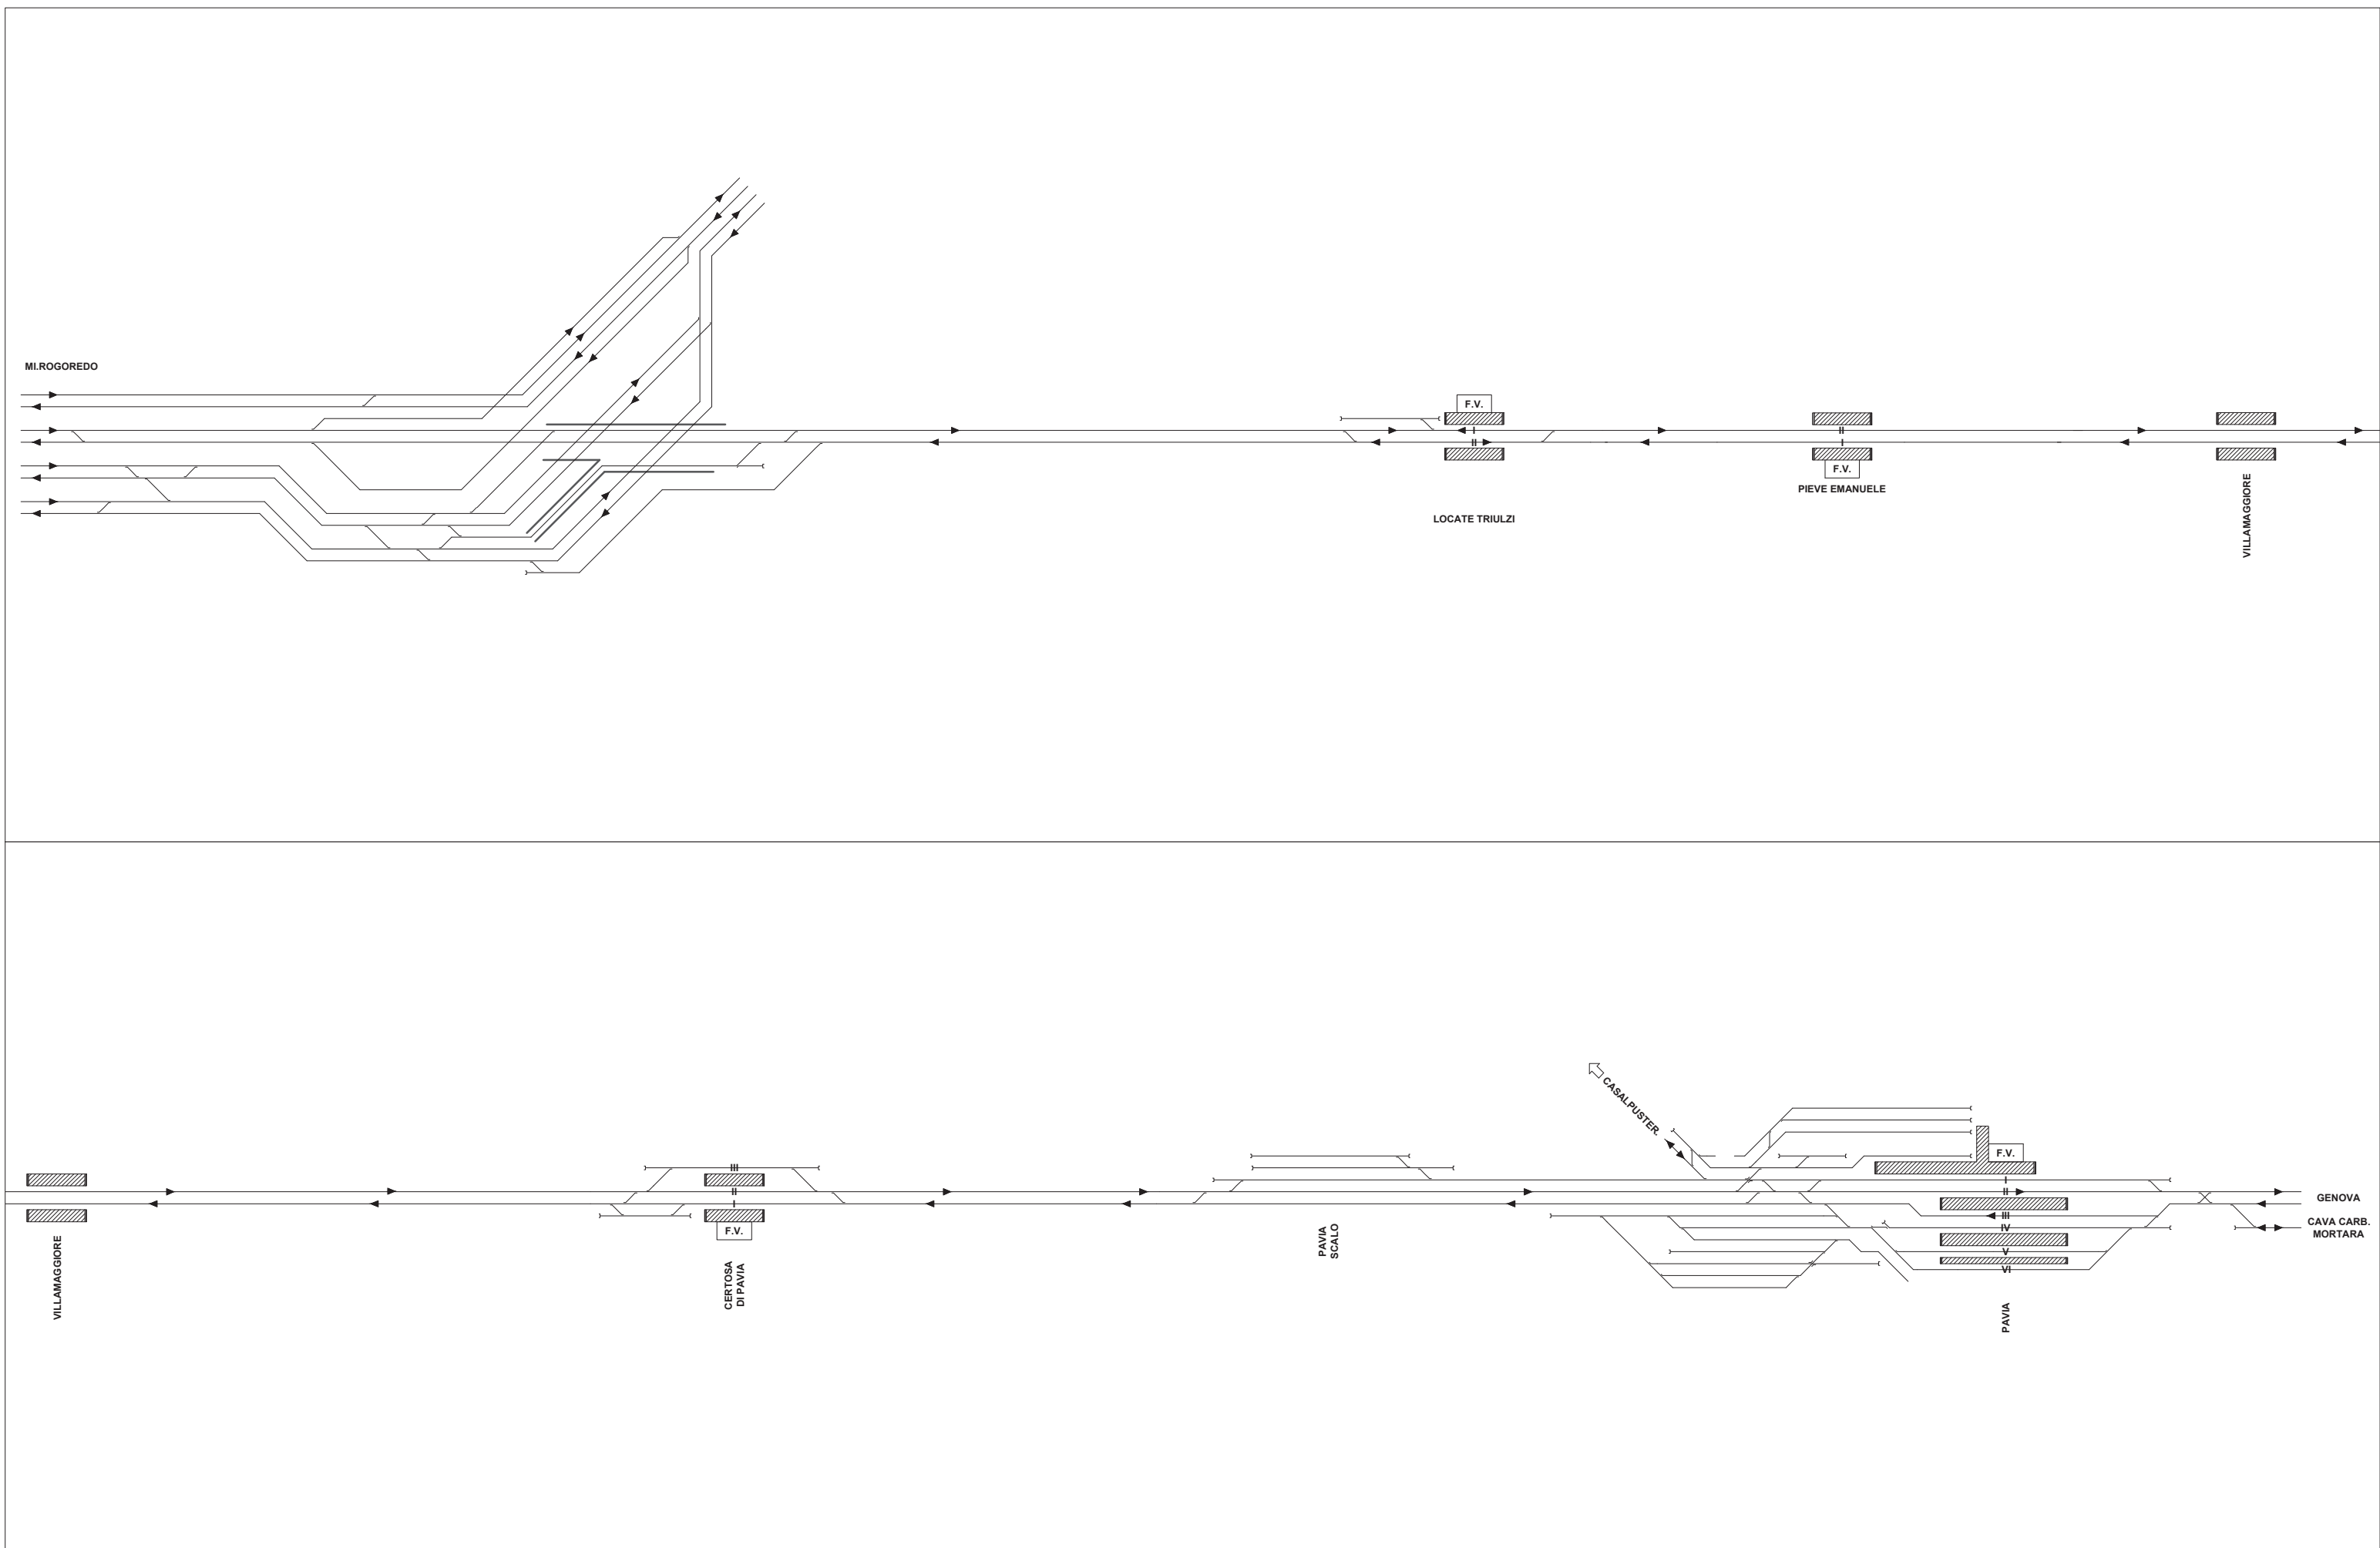 MI.ROGOREDO
F.V.
I
II
LOCATE TRIULZI
II
I
F.V.
PIEVE EMANUELE
VILLAMAGGIORE
VILLAMAGGIORE
III
II
I
F.V.
CERTOSA
DI PAVIA
PAVIA
SCALO
CASALPUSTER.
F.V.
I
II
III
IV
V
VI
PAVIA
GENOVA
CAVA CARB.
MORTARA